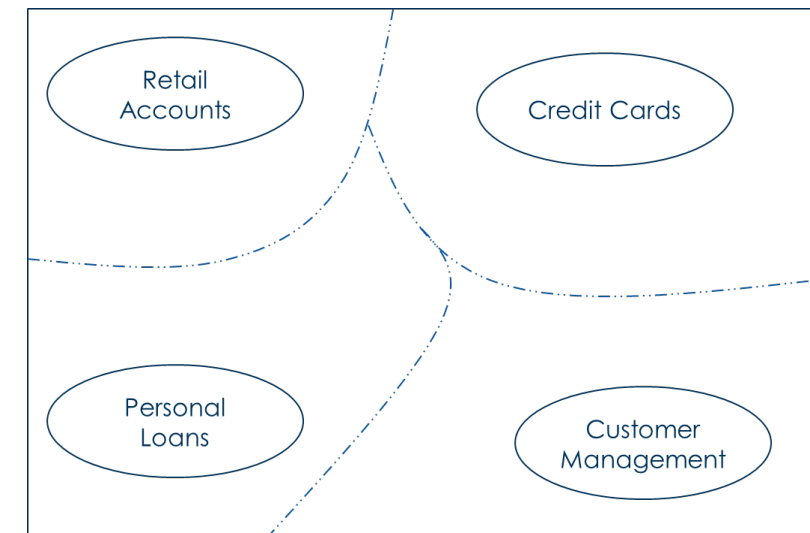 Retail
Accounts
Credit Cards
Personal
Loans
Customer
Management